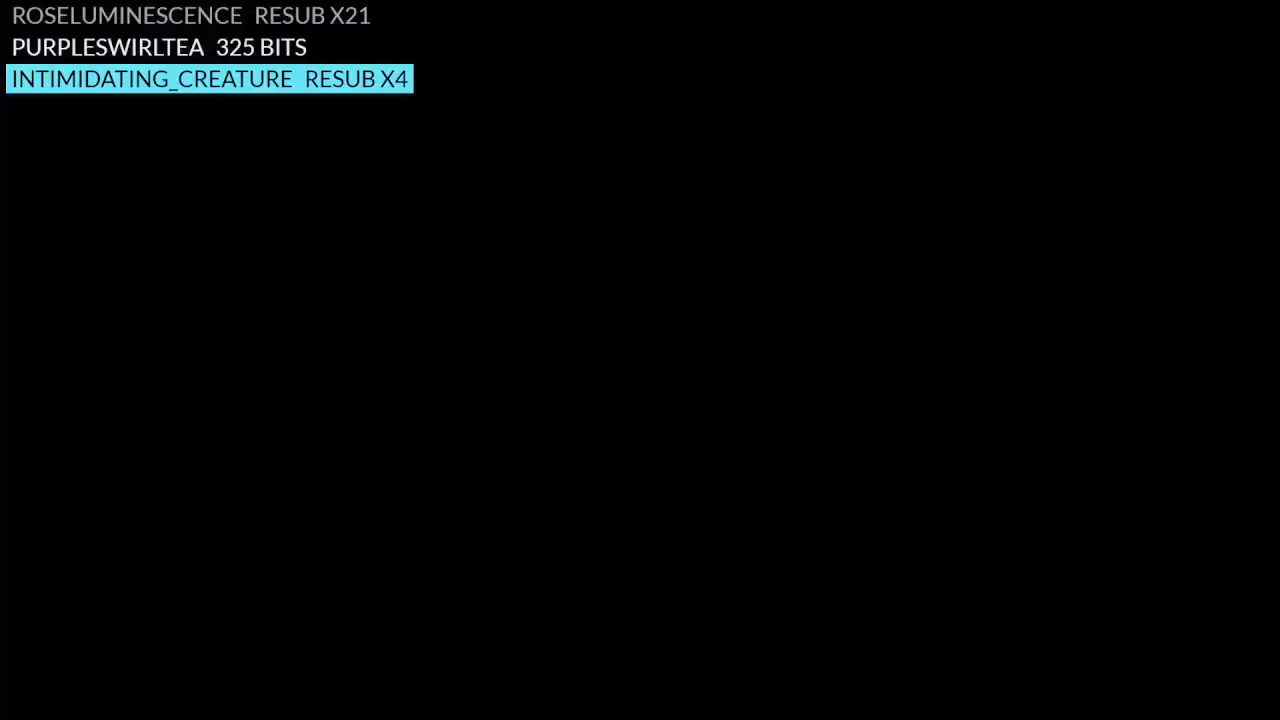 ROSELUMINESCENCE RESUB X21
PURPLESWIRLTEA 325 BITS
INTIMIDATING_CREATURE RESUB X4